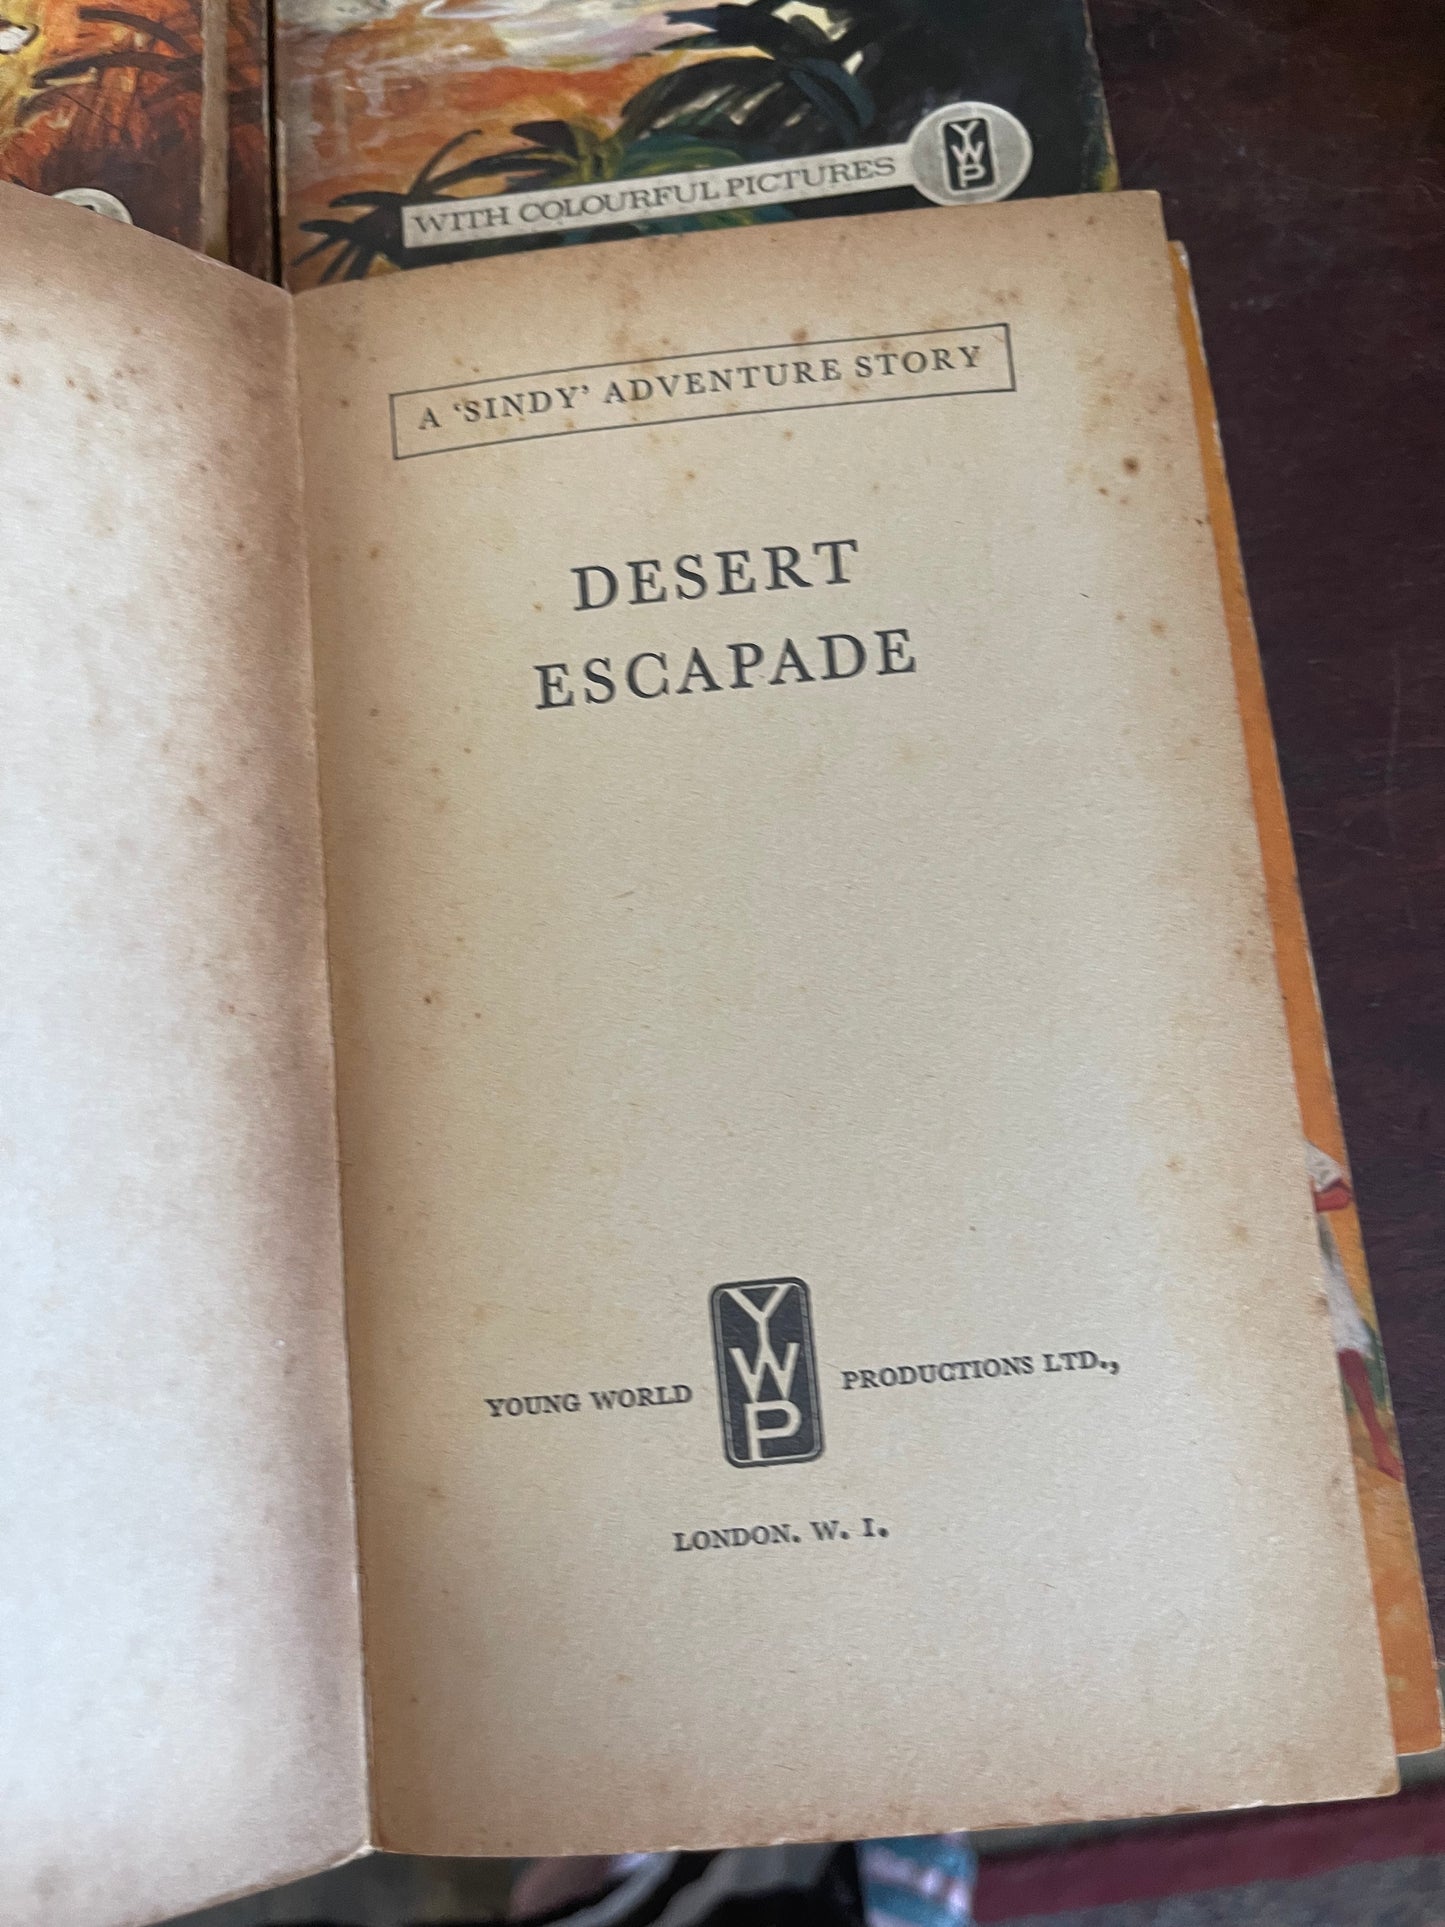 WITH COLOURFUL PICTURES
YWP
A ‘SINDY’ ADVENTURE STORY
DESERT
ESCAPADE
YOUNG WORLD YWP PRODUCTIONS LTD.,
LONDON. W. I.